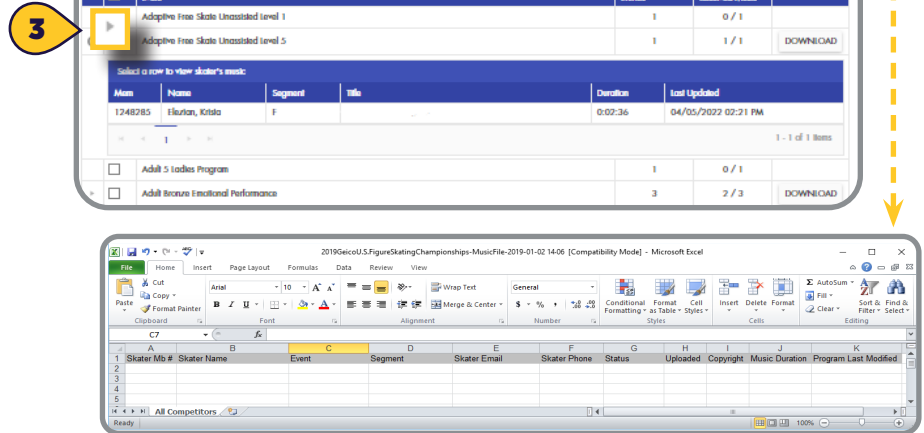 3
Adaptive Free Skate Unassisted Level 1 1 0 / 1
Adaptive Free Skate Unassisted Level 5 1 1 / 1 DOWNLOAD
Select a row to view skater's music:
Mem Name Segment Title Duration Last Updated
1248285 Krista F 0:02:36 04/05/2022 02:21 PM
1 1 - 1 of 1 items
Adult 5 Ladies Program 1 0 / 1
Adult Bronze Emotional Performance 3 2 / 3 DOWNLOAD
2019GeicoU.S.FigureSkatingChampionships-MusicFile-2019-01-02 14-06 [Compatibility Mode] - Microsoft Excel
File Home Insert Page Layout Formulas Data Review View
Cut Arial 10 Wrap Text General Σ AutoSum
Paste Copy Format Painter B I U Merge & Center $ % , Conditional Formatting Format as Table Cell Styles Insert Delete Format Fill Clear Sort & Filter Find & Select
Clipboard Font Alignment Number Styles Cells Editing
C7 fx
A B C D E F G H I J K
1 Skater Mb # Skater Name Event Segment Skater Email Skater Phone Status Uploaded Copyright Music Duration Program Last Modified
2
3
4
5
All Competitors
Ready 100%